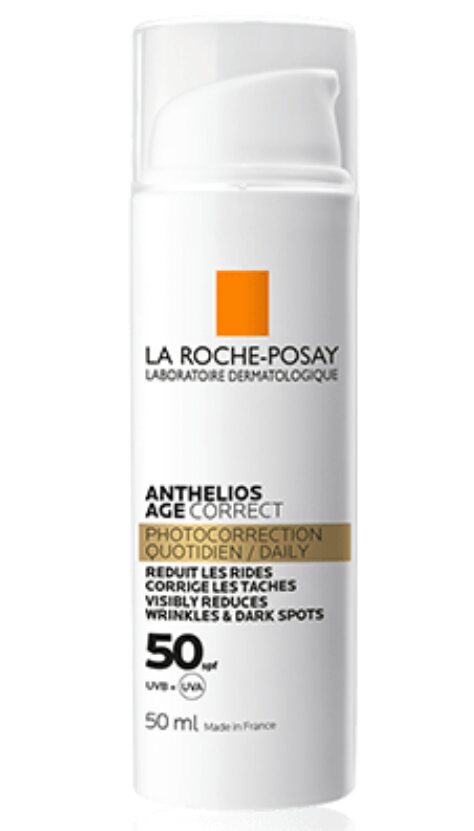 LA ROCHE-POSAY
LABORATOIRE DERMATOLOGIQUE
ANTHELIOS
AGE CORRECT
PHOTOCORRECTION
QUOTIDIEN / DAILY
REDUIT LES RIDES
CORRIGE LES TACHES
VISIBLY REDUCES
WRINKLES & DARK SPOTS
50 spf
UVB + UVA
50 ml Made in France